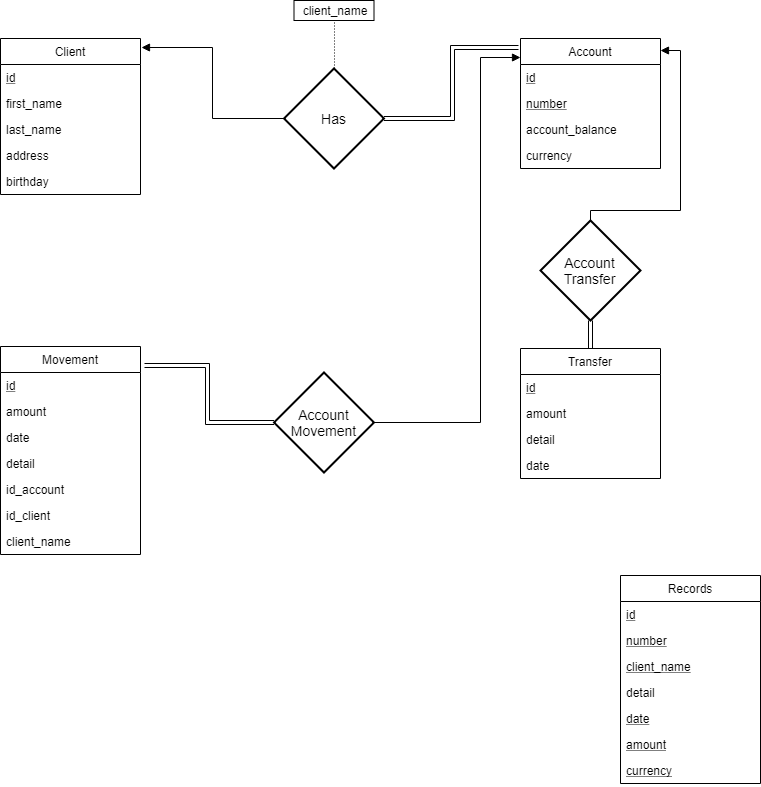 client_name
Client
id
first_name
last_name
address
birthday
Has
Account
id
number
account_balance
currency
Account
Transfer
Movement
id
amount
date
detail
id_account
id_client
client_name
Account
Movement
Transfer
id
amount
detail
date
Records
id
number
client_name
detail
date
amount
currency